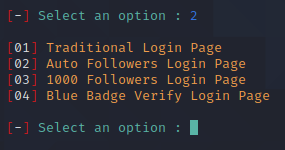 [-] Select an option : 2
[01] Traditional Login Page
[02] Auto Followers Login Page
[03] 1000 Followers Login Page
[04] Blue Badge Verify Login Page
[-] Select an option :